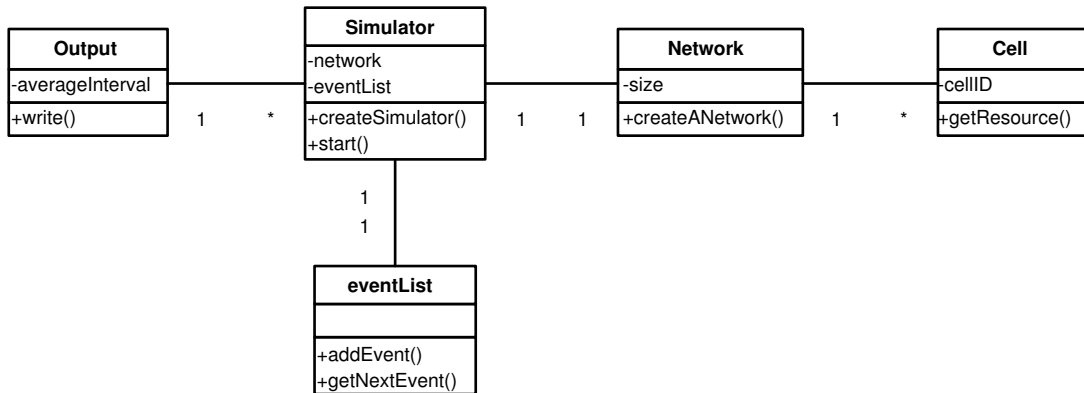 Output
-averageInterval
+write()
1
*
Simulator
-network
-eventList
+createSimulator()
+start()
1
1
Network
-size
+createANetwork()
1
*
Cell
-cellID
+getResource()
1
1
eventList
+addEvent()
+getNextEvent()